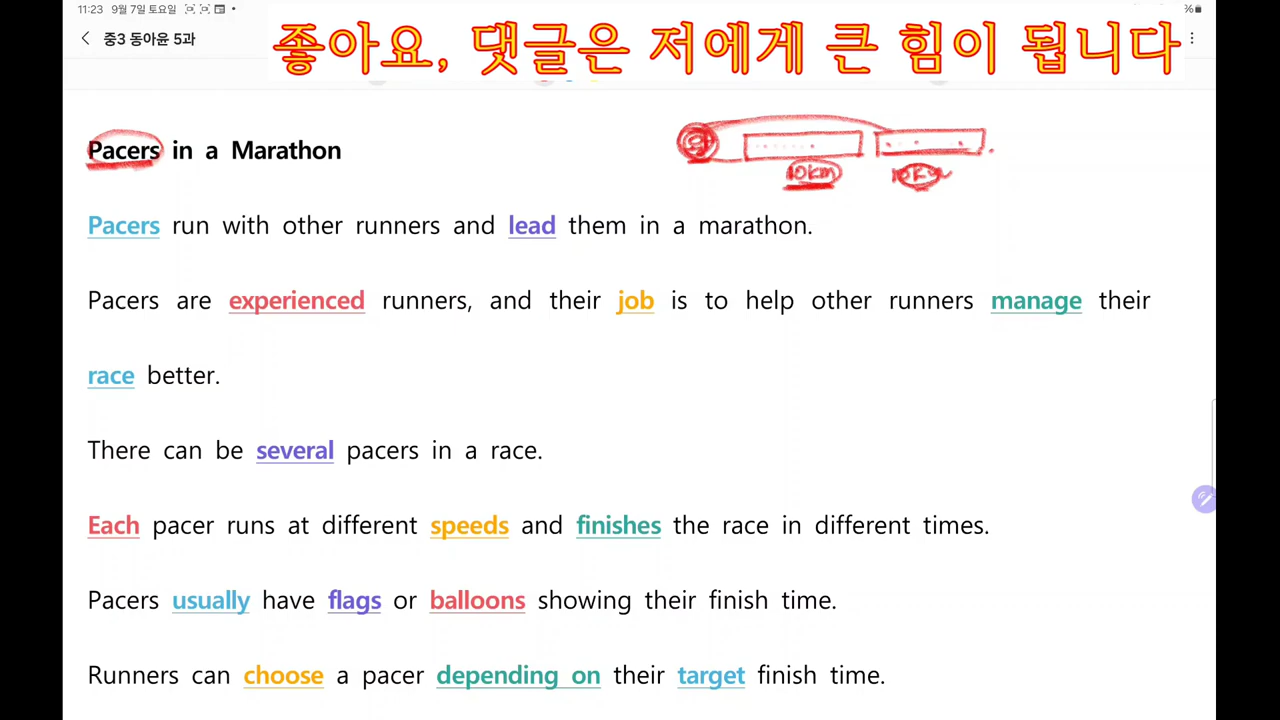 11:23 9월 7일 토요일
%
중3 동아윤 5과
좋아요, 댓글은 저에게 큰 힘이 됩니다
Pacers in a Marathon
10km 10km
Pacers run with other runners and lead them in a marathon.
Pacers are experienced runners, and their job is to help other runners manage their
race better.
There can be several pacers in a race.
Each pacer runs at different speeds and finishes the race in different times.
Pacers usually have flags or balloons showing their finish time.
Runners can choose a pacer depending on their target finish time.